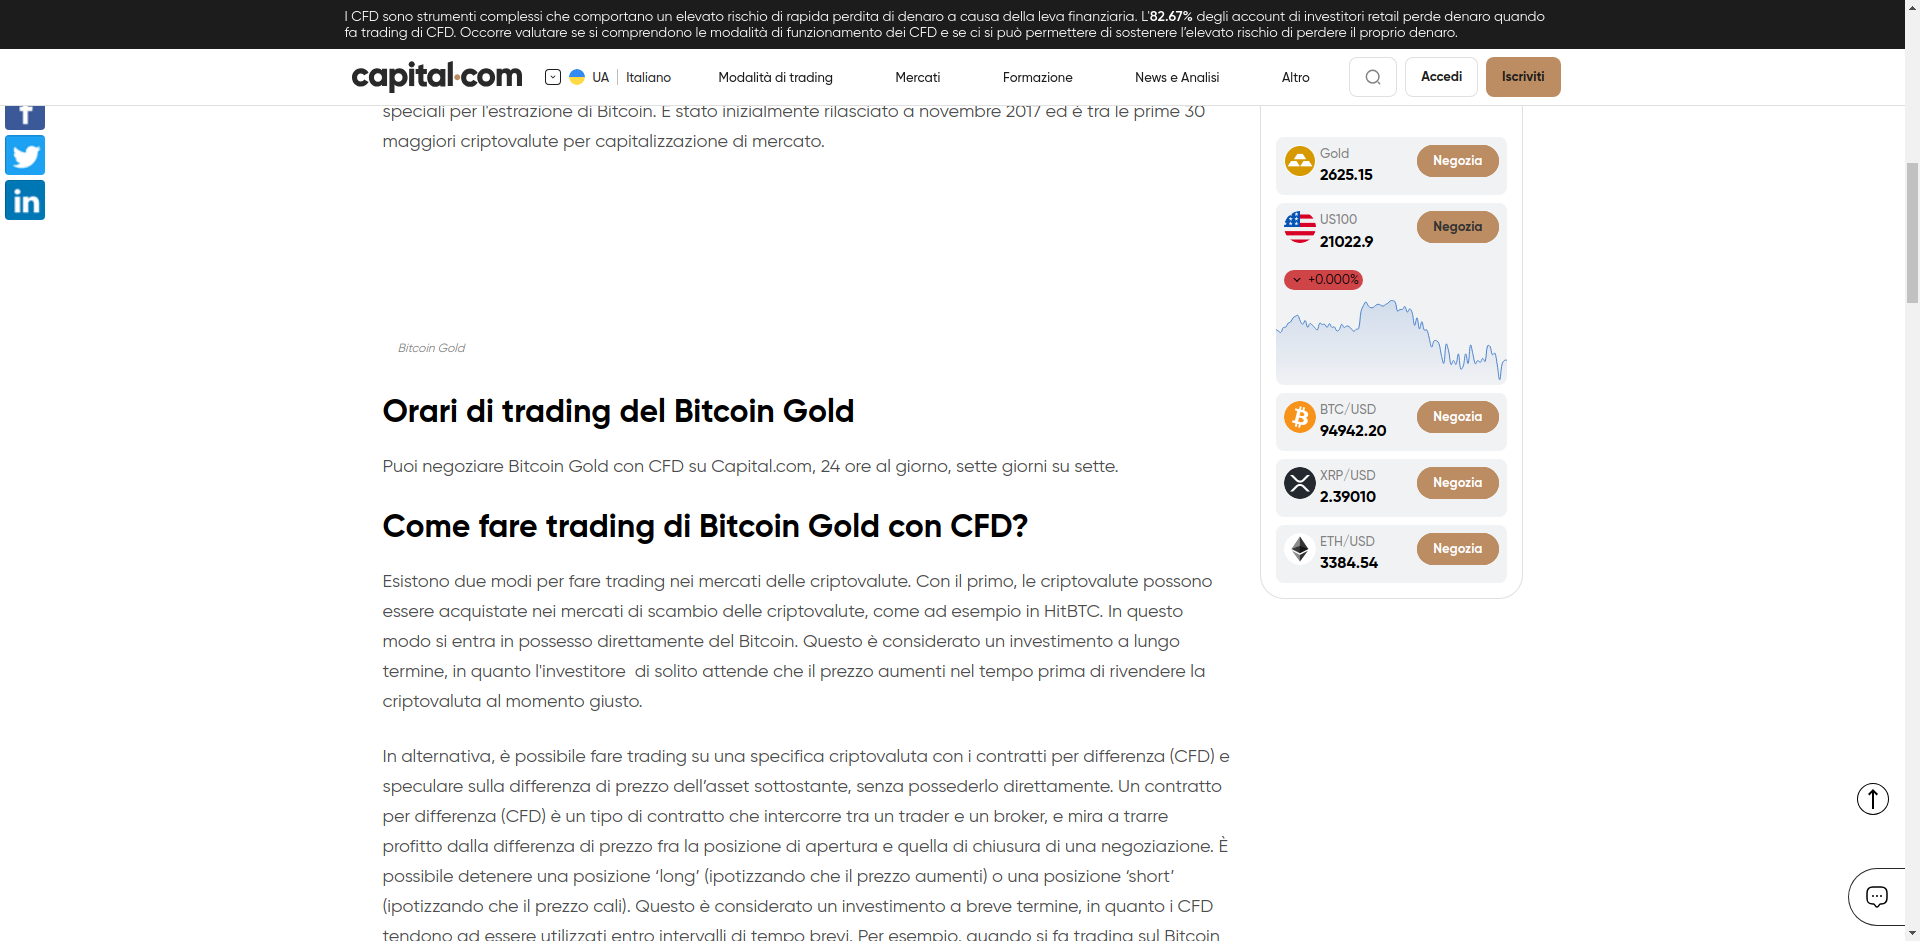 I CFD sono strumenti complessi che comportano un elevato rischio di rapida perdita di denaro a causa della leva finanziaria. L'82.67% degli account di investitori retail perde denaro quando
fa trading di CFD. Occorre valutare se si comprendono le modalità di funzionamento dei CFD e se ci si può permettere di sostenere l'elevato rischio di perdere il proprio denaro.
capital.com
UA
Italiano
Modalità di trading
Mercati
Formazione
News e Analisi
Altro
Accedi
Iscriviti
speciali per l'estrazione di Bitcoin. È stato inizialmente rilasciato a novembre 2017 ed è tra le prime 30
maggiori criptovalute per capitalizzazione di mercato.
Bitcoin Gold
Orari di trading del Bitcoin Gold
Puoi negoziare Bitcoin Gold con CFD su Capital.com, 24 ore al giorno, sette giorni su sette.
Come fare trading di Bitcoin Gold con CFD?
Esistono due modi per fare trading nei mercati delle criptovalute. Con il primo, le criptovalute possono
essere acquistate nei mercati di scambio delle criptovalute, come ad esempio in HitBTC. In questo
modo si entra in possesso direttamente del Bitcoin. Questo è considerato un investimento a lungo
termine, in quanto l'investitore  di solito attende che il prezzo aumenti nel tempo prima di rivendere la
criptovaluta al momento giusto.
In alternativa, è possibile fare trading su una specifica criptovaluta con i contratti per differenza (CFD) e
speculare sulla differenza di prezzo dell’asset sottostante, senza possederlo direttamente. Un contratto
per differenza (CFD) è un tipo di contratto che intercorre tra un trader e un broker, e mira a trarre
profitto dalla differenza di prezzo fra la posizione di apertura e quella di chiusura di una negoziazione. È
possibile detenere una posizione ‘long’ (ipotizzando che il prezzo aumenti) o una posizione ‘short’
(ipotizzando che il prezzo cali). Questo è considerato un investimento a breve termine, in quanto i CFD
tendono ad essere utilizzati entro intervalli di tempo brevi. Per esempio, quando si fa trading sul Bitcoin
Gold
2625.15
Negozia
US100
21022.9
Negozia
+0.000%
BTC/USD
94942.20
Negozia
XRP/USD
2.39010
Negozia
ETH/USD
3384.54
Negozia